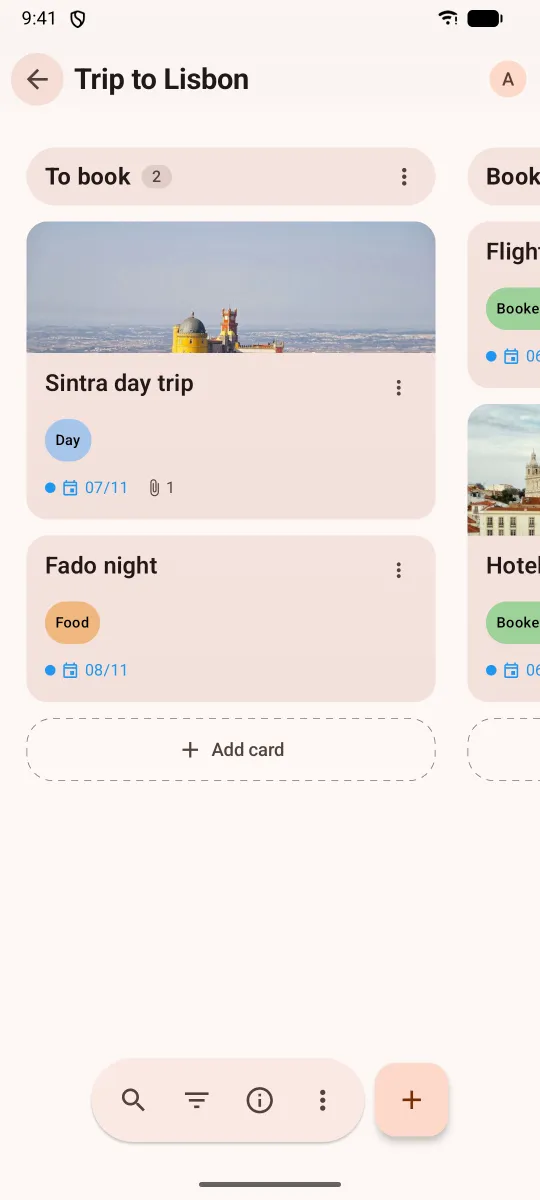 9:41
Trip to Lisbon
A
To book 2
Sintra day trip
Day
07/11 1
Fado night
Food
08/11
Add card
Book
Fligh
Booke
06
Hotel
Booke
06